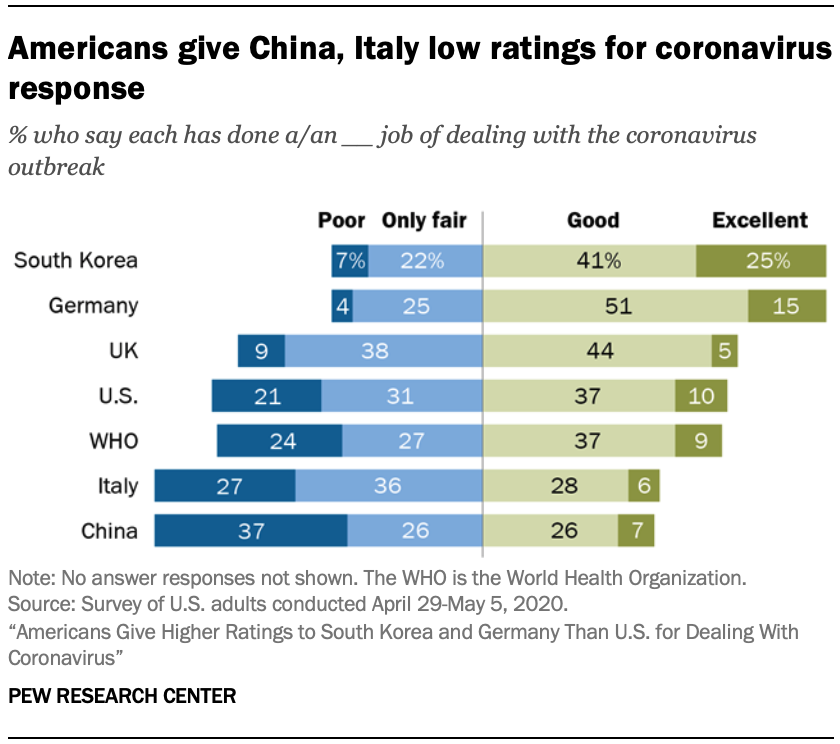 Americans give China, Italy low ratings for coronavirus
response
% who say each has done a/an __ job of dealing with the coronavirus
outbreak
Poor Only fair Good Excellent
South Korea 7% 22% 41% 25%
Germany 4 25 51 15
UK 9 38 44 5
U.S. 21 31 37 10
WHO 24 27 37 9
Italy 27 36 28 6
China 37 26 26 7
Note: No answer responses not shown. The WHO is the World Health Organization.
Source: Survey of U.S. adults conducted April 29-May 5, 2020.
“Americans Give Higher Ratings to South Korea and Germany Than U.S. for Dealing With
Coronavirus”
PEW RESEARCH CENTER